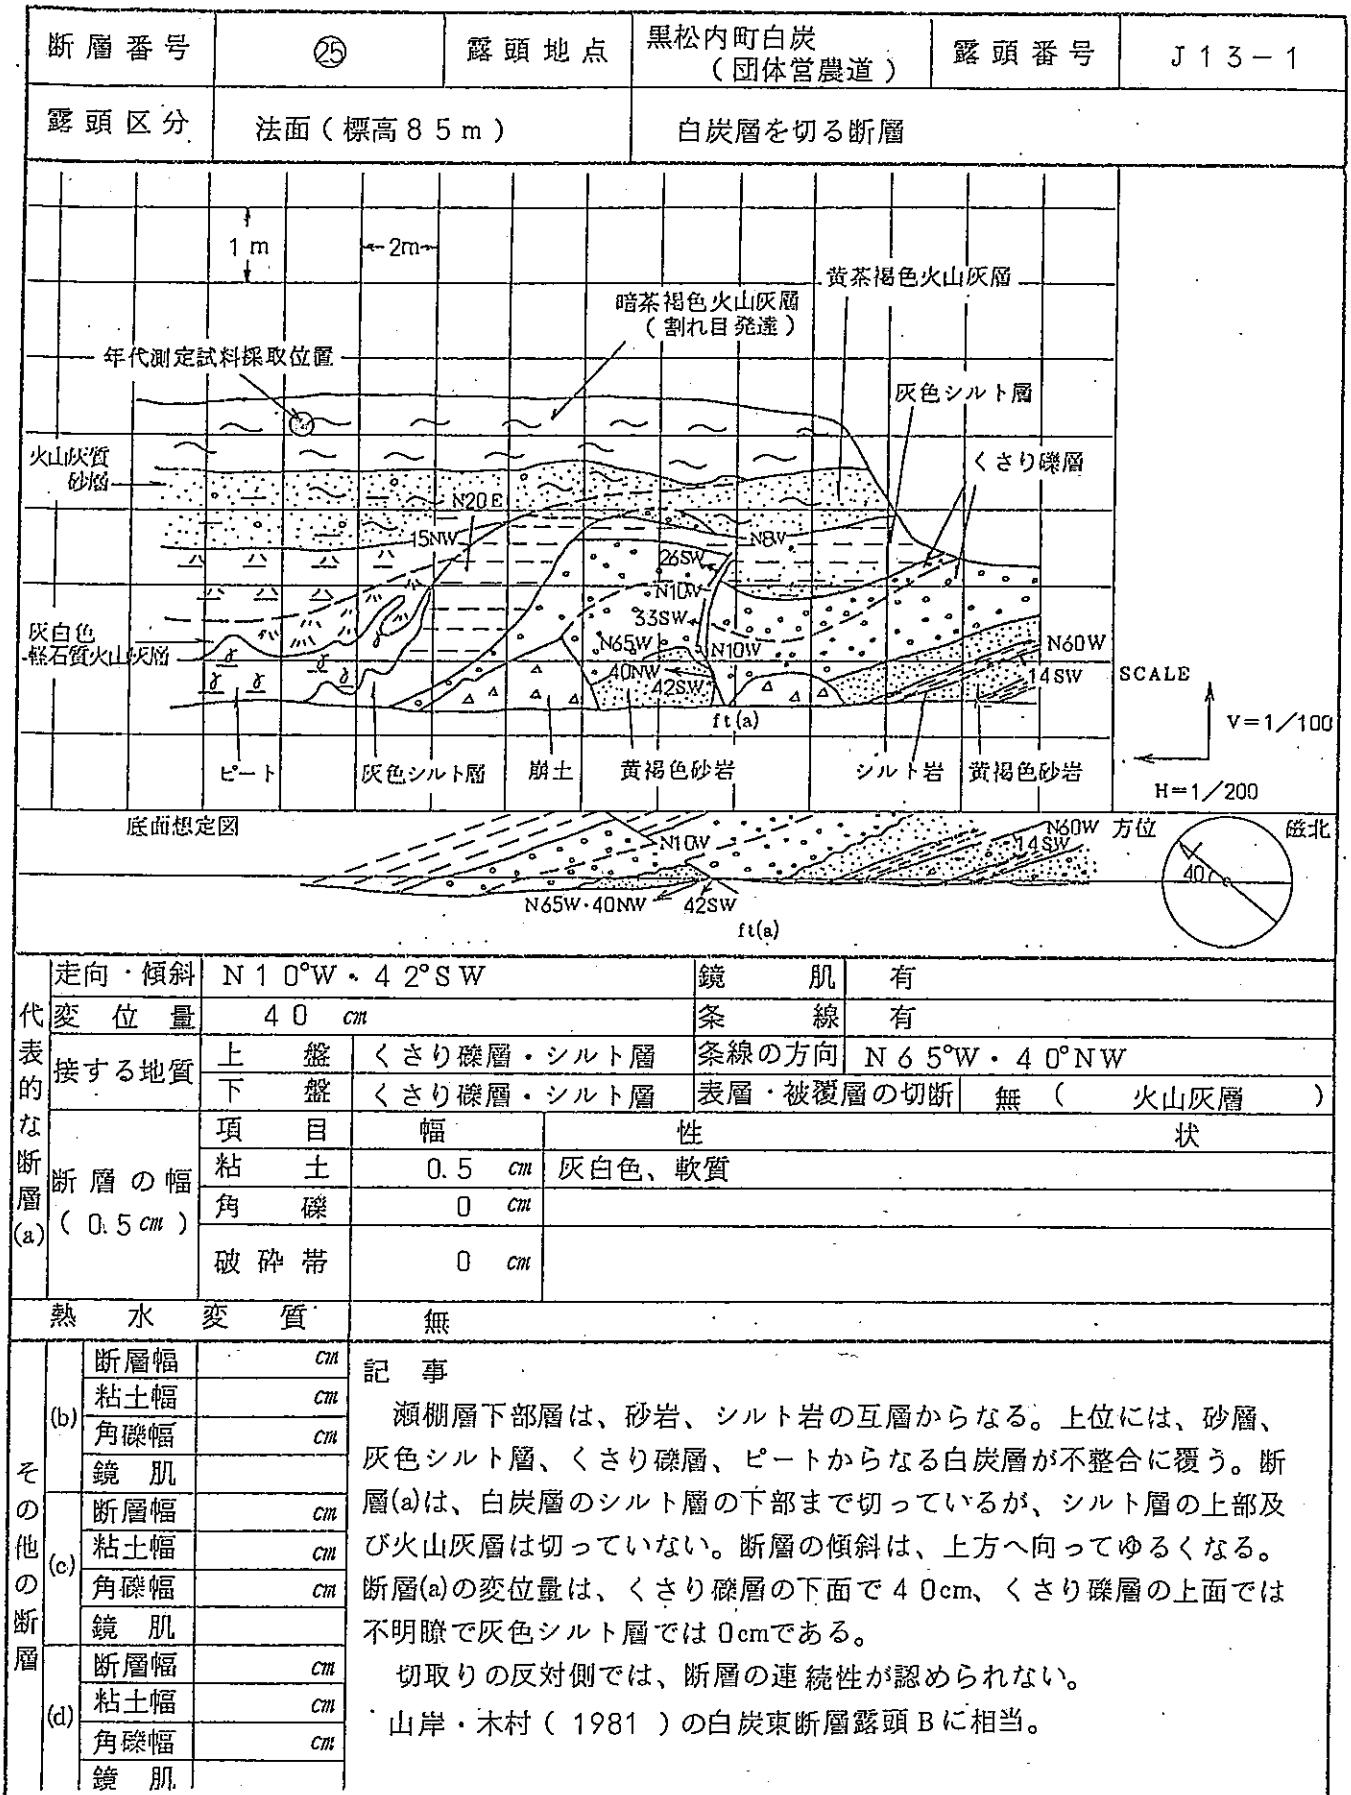 断層番号 ㉕ 露頭地点 黒松内町白炭 露頭番号 J13-1
（団体営農道）
露頭区分 法面（標高85m） 白炭層を切る断層
1m
2m
黄茶褐色火山灰層
暗茶褐色火山灰層
（割れ目発達）
年代測定試料採取位置
灰色シルト層
火山灰質
砂層
くさり礫層
N20E
15NW
N8W
26SW
N10W
33SW
N65W
N10W
N60W
40NW
42SW
14SW
灰白色
軽石質火山灰層
ft(a)
SCALE
V=1/100
H=1/200
ピート 灰色シルト層 崩土 黄褐色砂岩 シルト岩 黄褐色砂岩
底面想定図
N10W
N60W
14SW
方位 磁北
40°
N65W・40NW 42SW
ft(a)
代表的な断層(a)
走向・傾斜 N10°W・42°SW 鏡肌 有
変位量 40 cm 条線 有
接する地質 上盤 くさり礫層・シルト層 条線の方向 N65°W・40°NW
下盤 くさり礫層・シルト層 表層・被覆層の切断 無（ 火山灰層 ）
断層の幅 項目 幅 性状
（0.5cm） 粘土 0.5 cm 灰白色、軟質
角礫 0 cm
破砕帯 0 cm
熱水変質 無
その他の断層
(b) 断層幅 cm
粘土幅 cm
角礫幅 cm
鏡肌
(c) 断層幅 cm
粘土幅 cm
角礫幅 cm
鏡肌
(d) 断層幅 cm
粘土幅 cm
角礫幅 cm
鏡肌
記事
瀬棚層下部層は、砂岩、シルト岩の互層からなる。上位には、砂層、
灰色シルト層、くさり礫層、ピートからなる白炭層が不整合に覆う。断
層(a)は、白炭層のシルト層の下部まで切っているが、シルト層の上部及
び火山灰層は切っていない。断層の傾斜は、上方へ向ってゆるくなる。
断層(a)の変位量は、くさり礫層の下面で40cm、くさり礫層の上面では
不明瞭で灰色シルト層では0cmである。
切取りの反対側では、断層の連続性が認められない。
山岸・木村（1981）の白炭東断層露頭Bに相当。